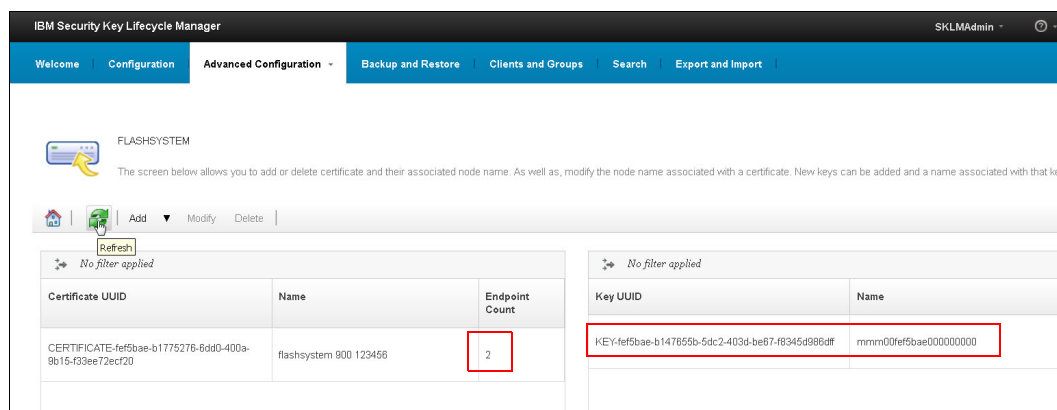 IBM Security Key Lifecycle Manager SKLMAdmin
Welcome Configuration Advanced Configuration Backup and Restore Clients and Groups Search Export and Import
FLASHSYSTEM
The screen below allows you to add or delete certificate and their associated node name. As well as, modify the node name associated with a certificate. New keys can be added and a name associated with that ke
Add Modify Delete
Refresh
No filter applied No filter applied
Certificate UUID Name Endpoint Count Key UUID Name
CERTIFICATE-fef5bae-b1775276-6dd0-400a-
9b15-f33ee72ecf20
flashsystem 900 123456
2
KEY-fef5bae-b147655b-5dc2-403d-be67-f8345d986dff mmm00fef5bae000000000